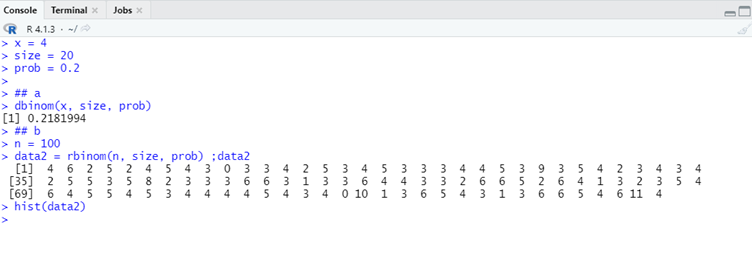 Console Terminal × Jobs ×
R 4.1.3 · ~/
> x = 4
> size = 20
> prob = 0.2
>
> ## a
> dbinom(x, size, prob)
[1] 0.2181994
> ## b
> n = 100
> data2 = rbinom(n, size, prob) ;data2
[1] 4 6 2 5 2 4 5 4 3 0 3 3 4 2 5 3 4 5 3 3 3 4 4 5 3 9 3 5 4 2 3 4 3 4
[35] 2 5 5 3 5 8 2 3 3 3 6 6 3 1 3 3 6 4 4 3 3 2 6 6 5 2 6 4 1 3 2 3 5 4
[69] 6 4 5 5 4 5 3 4 4 4 4 5 4 3 4 0 10 1 3 6 5 4 3 1 3 6 6 5 4 6 11 4
> hist(data2)
>